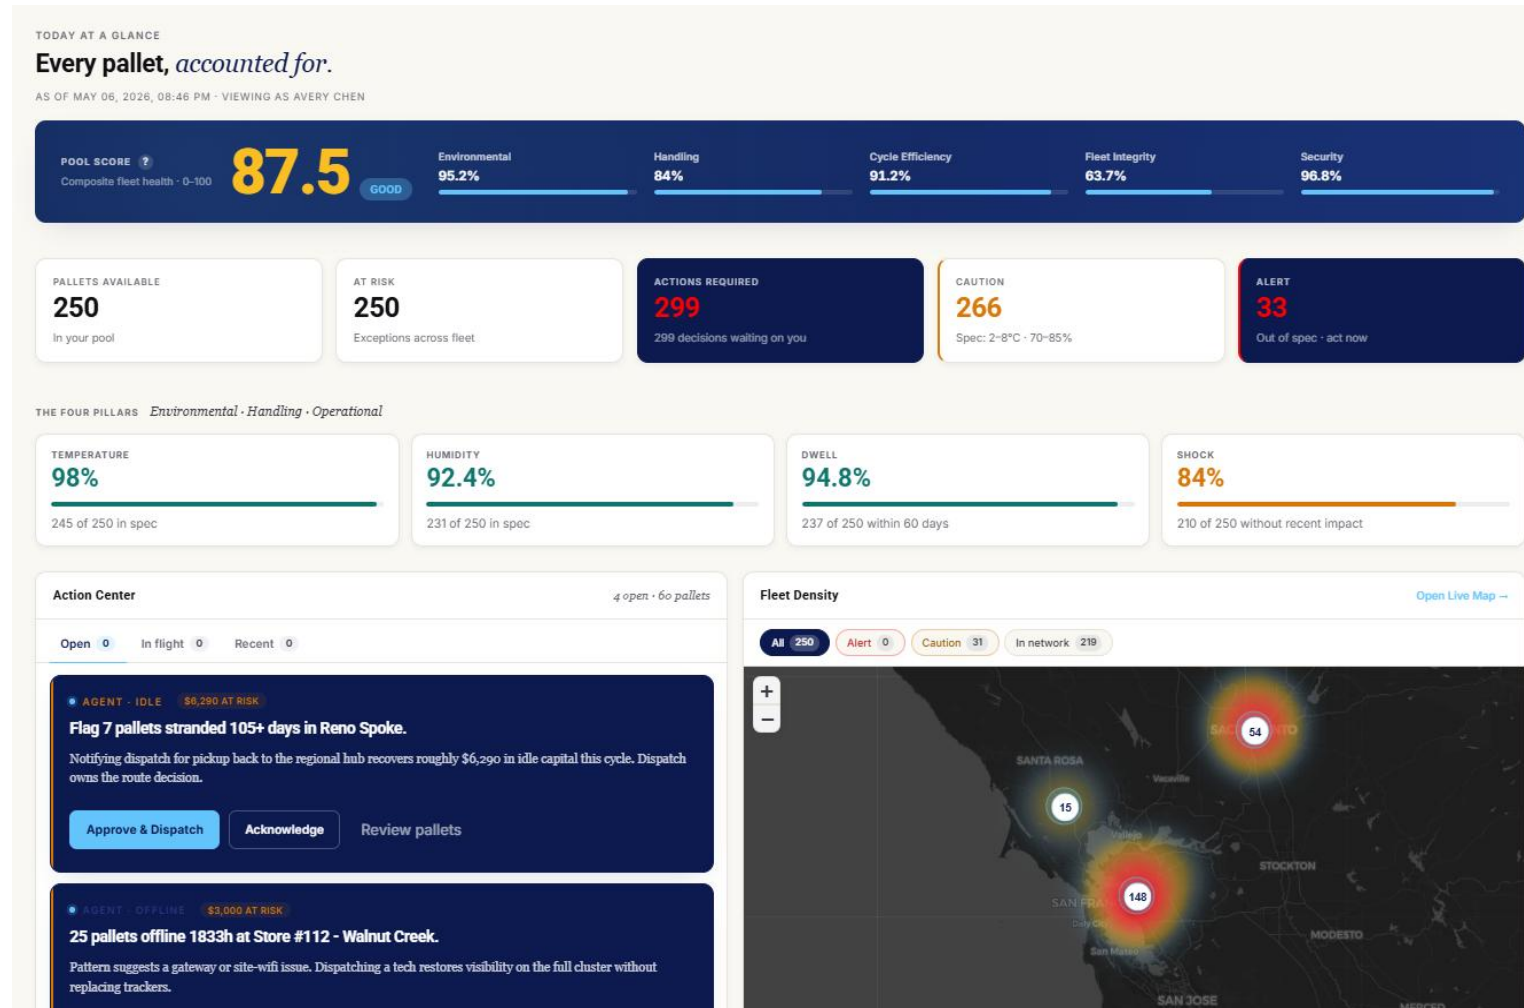 TODAY AT A GLANCE
Every pallet, accounted for.
AS OF MAY 06, 2026, 08:46 PM · VIEWING AS AVERY CHEN
POOL SCORE ?
Composite fleet health · 0–100
87.5
GOOD
Environmental
95.2%
Handling
84%
Cycle Efficiency
91.2%
Fleet Integrity
63.7%
Security
96.8%
PALLETS AVAILABLE
250
In your pool
AT RISK
250
Exceptions across fleet
ACTIONS REQUIRED
299
299 decisions waiting on you
CAUTION
266
Spec: 2–8°C · 70–85%
ALERT
33
Out of spec · act now
THE FOUR PILLARS Environmental · Handling · Operational
TEMPERATURE
98%
245 of 250 in spec
HUMIDITY
92.4%
231 of 250 in spec
DWELL
94.8%
237 of 250 within 60 days
SHOCK
84%
210 of 250 without recent impact
Action Center
4 open · 60 pallets
Open 0 In flight 0 Recent 0
AGENT · IDLE $6,290 AT RISK
Flag 7 pallets stranded 105+ days in Reno Spoke.
Notifying dispatch for pickup back to the regional hub recovers roughly $6,290 in idle capital this cycle. Dispatch
owns the route decision.
Approve & Dispatch Acknowledge Review pallets
AGENT · OFFLINE $3,000 AT RISK
25 pallets offline 1833h at Store #112 - Walnut Creek.
Pattern suggests a gateway or site-wifi issue. Dispatching a tech restores visibility on the full cluster without
replacing trackers.
Fleet Density
Open Live Map →
All 250 Alert 0 Caution 31 In network 219
+
−
54
SANTA ROSA
Vacaville
15
Vallejo
STOCKTON
148
SAN FRA
Daly City
MODESTO
San Mateo
SAN JOSE
MERCED